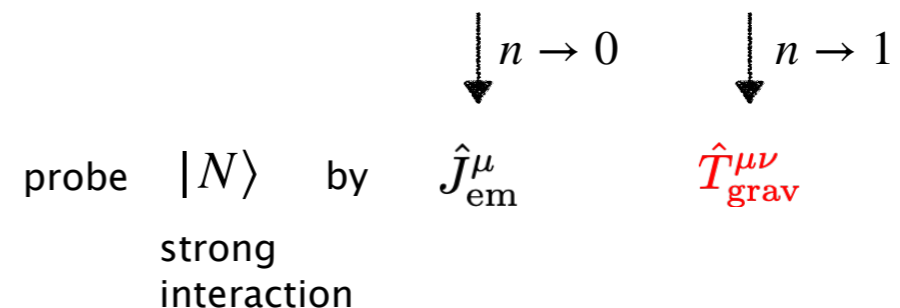 n → 0 n → 1
probe |N⟩ by Ĵ^μ_em T̂^μν_grav
strong
interaction